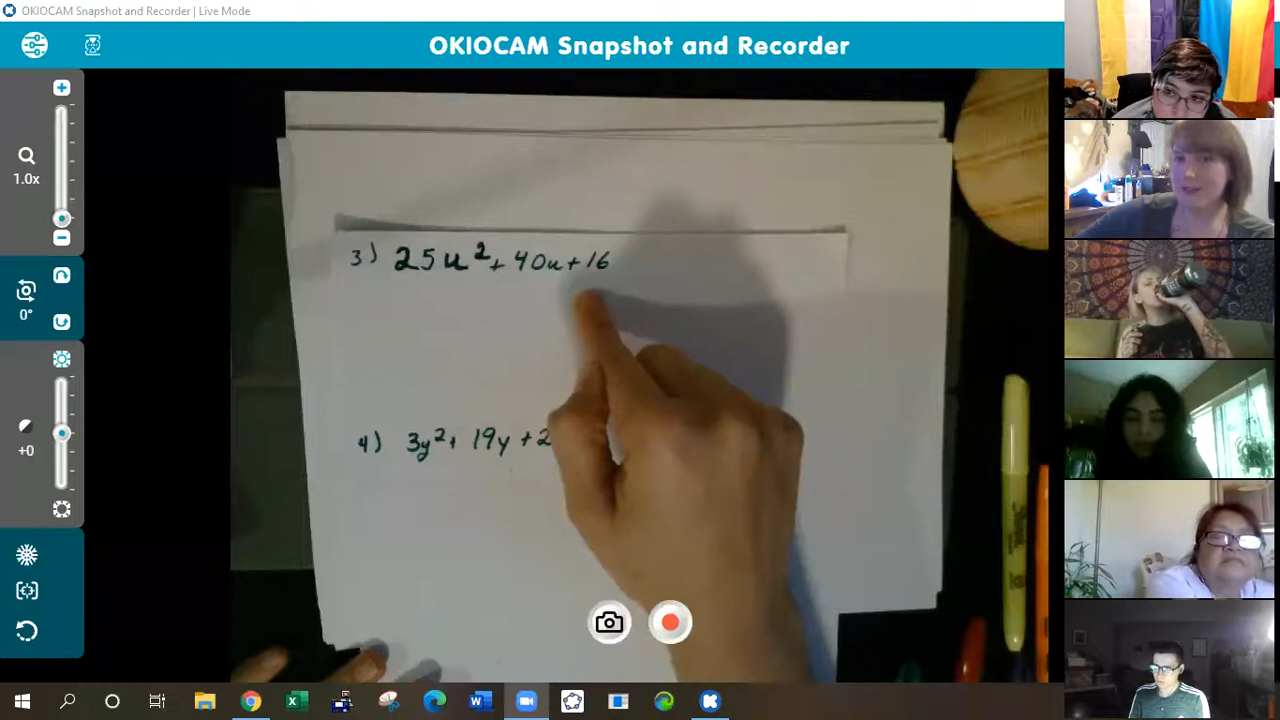 OKIOCAM Snapshot and Recorder | Live Mode
OKIOCAM Snapshot and Recorder
1.0x
0°
+0
3) 25u² + 40u + 16
4) 3y² + 19y + 2